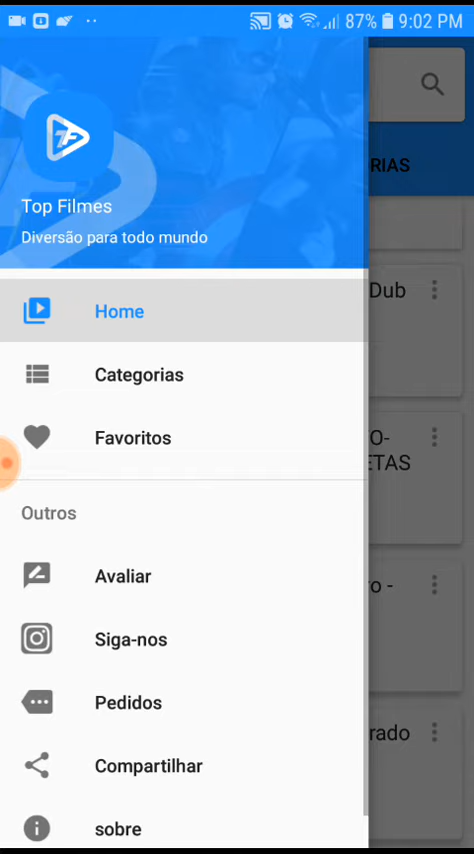 87% 9:02 PM
RIAS
TF
Top Filmes
Diversão para todo mundo
Dub
Home
Categorias
Favoritos
O-
ETAS
Outros
Avaliar
o -
Siga-nos
Pedidos
rado
Compartilhar
sobre